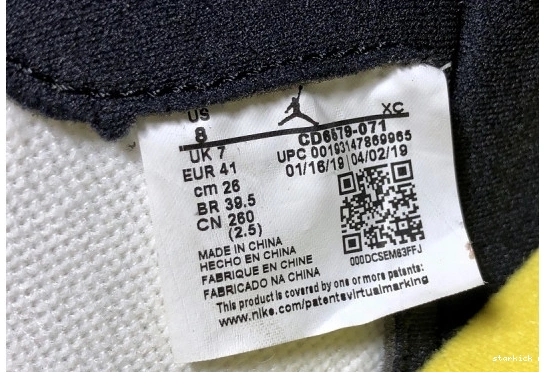 US
XC
8
CD6579-071
UK 7
UPC 00193147869965
EUR 41
01/16/19 04/02/19
cm 26
BR 39.5
CN 260
(2.5)
000DCSEM63FFJ
MADE IN CHINA
HECHO EN CHINA
FABRIQUE EN CHINE
FABRICADO NA CHINA
This product is covered by one or more patents:
www.nike.com/patentsvirtualmarking
starkick